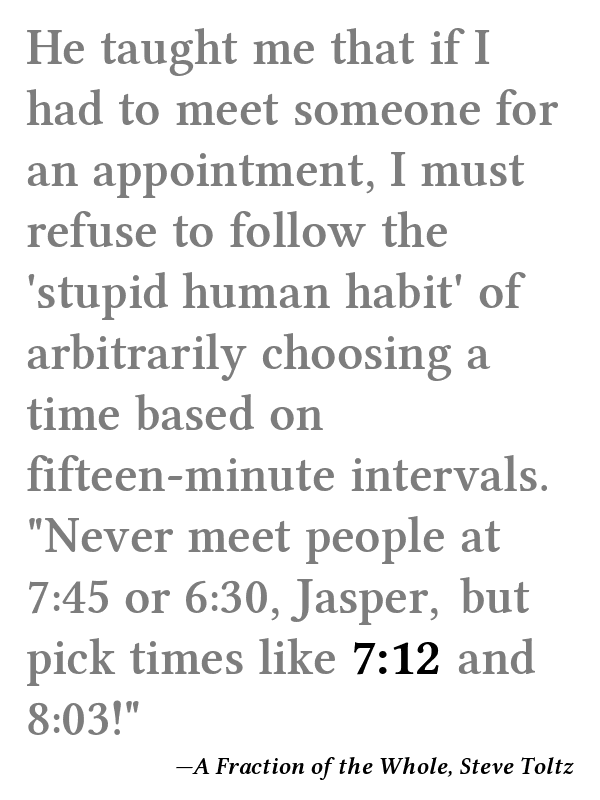 He taught me that if I
had to meet someone for
an appointment, I must
refuse to follow the
'stupid human habit' of
arbitrarily choosing a
time based on
fifteen-minute intervals.
"Never meet people at
7:45 or 6:30, Jasper, but
pick times like 7:12 and
8:03!"
—A Fraction of the Whole, Steve Toltz